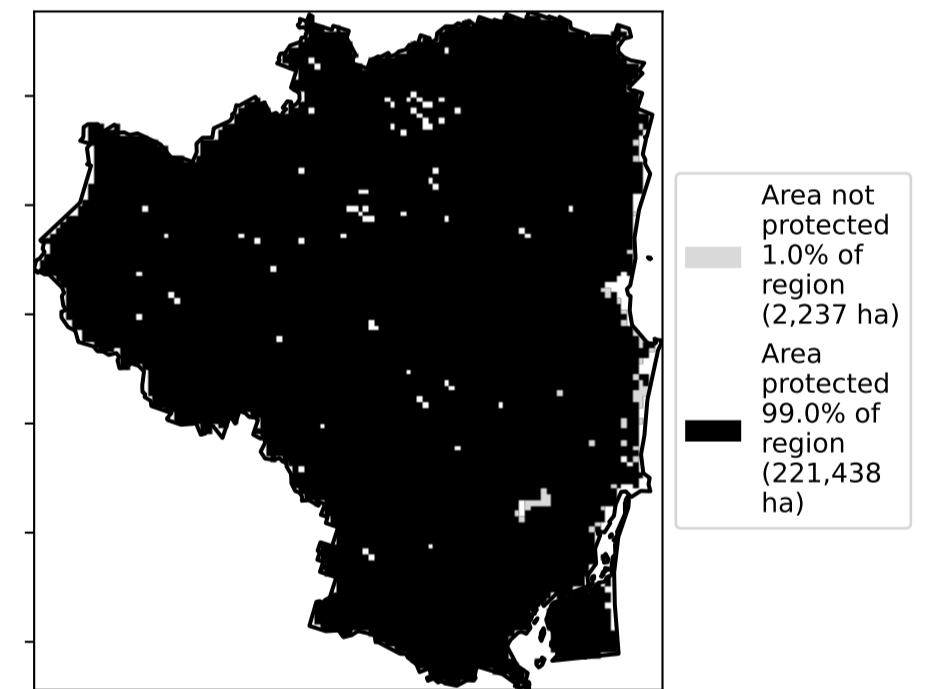 Area not
protected
1.0% of
region
(2,237 ha)
Area
protected
99.0% of
region
(221,438
ha)